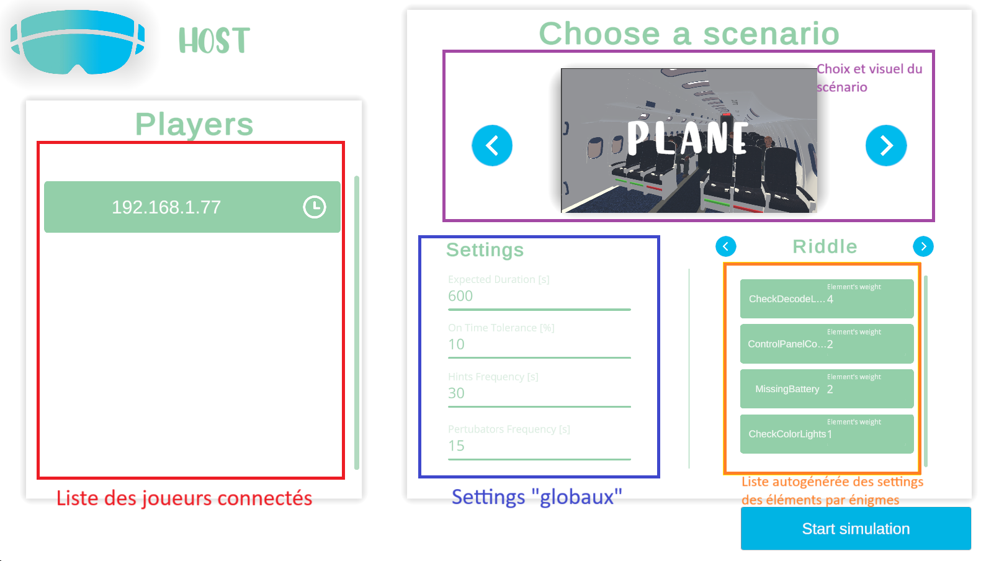 HOST
Players
192.168.1.77
Liste des joueurs connectés
Choose a scenario
Choix et visuel du
scénario
PLANE
Settings
Expected Duration [s]
600
On Time Tolerance [%]
10
Hints Frequency [s]
30
Pertubators Frequency [s]
15
Settings "globaux"
Riddle
Element's weight
CheckDecodeL... 4
Element's weight
ControlPanelCo... 2
Element's weight
MissingBattery 2
Element's weight
CheckColorLights 1
Liste autogénérée des settings
des éléments par énigmes
Start simulation